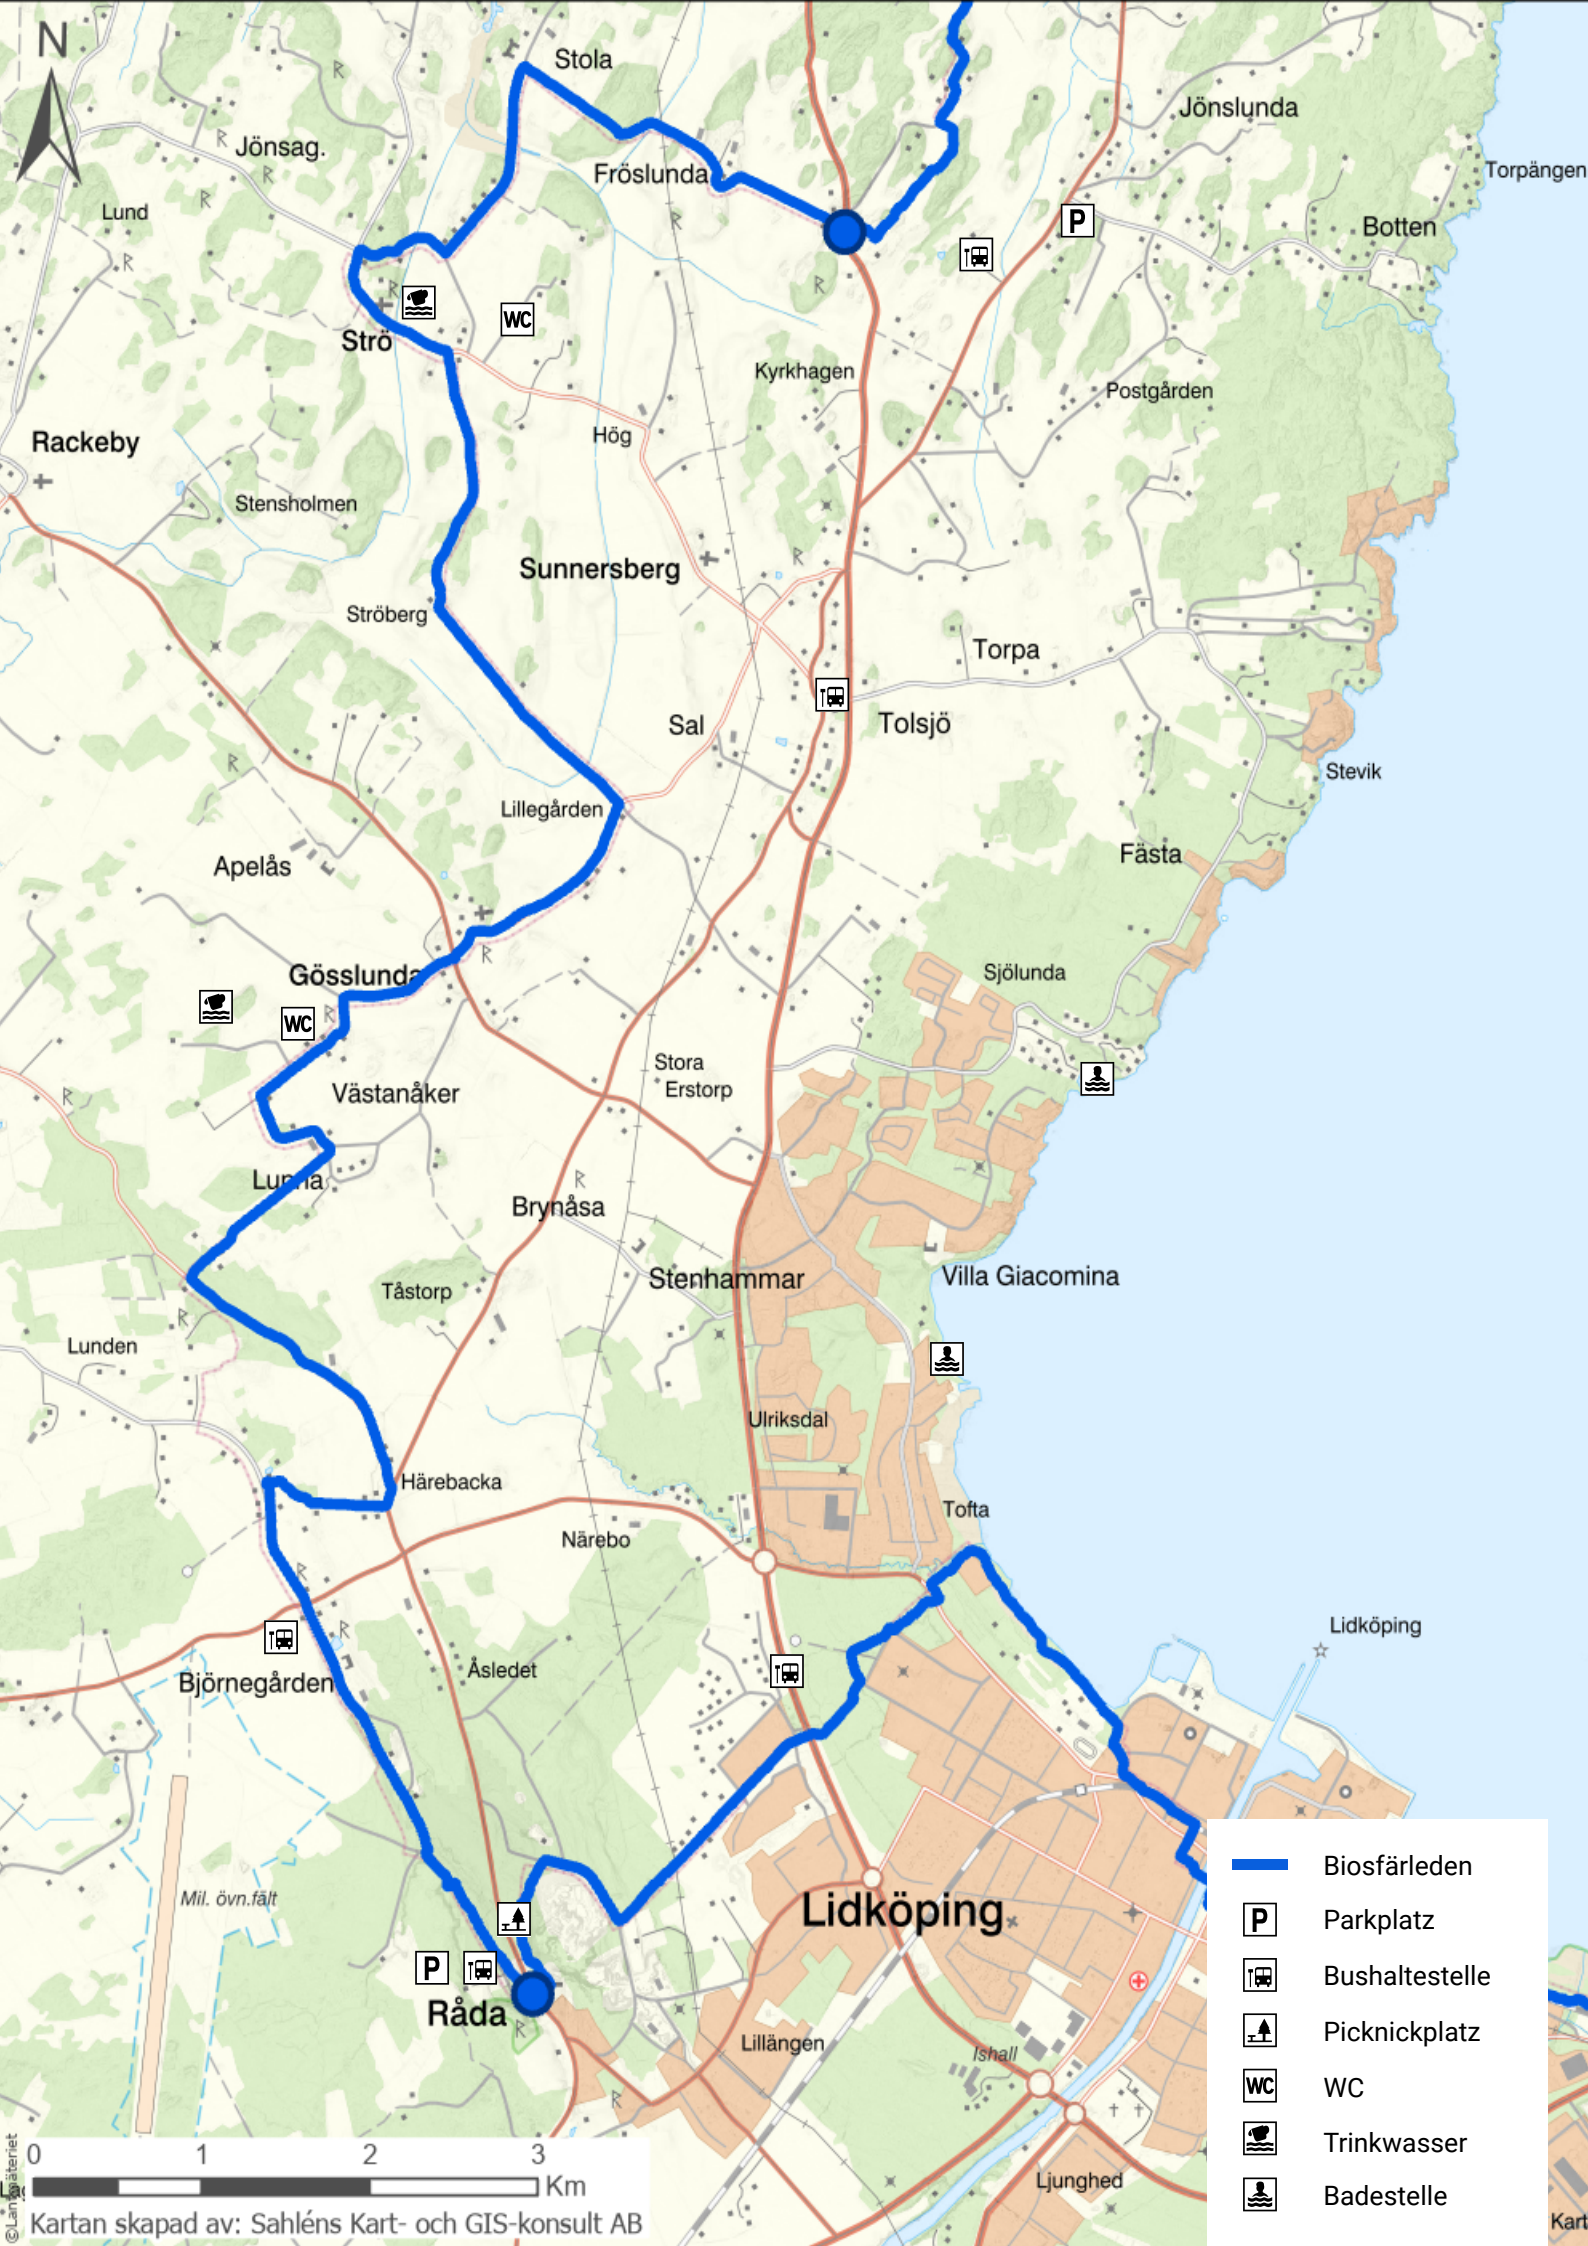 N
Stola
Jönslunda
Jönsag.
Fröslunda
Torpängen
Lund
P
Botten
WC
Strö
Kyrkhagen
Postgården
Hög
Rackeby
Stensholmen
Sunnersberg
Ströberg
Torpa
Sal
Tolsjö
Stevik
Lillegården
Fästa
Apelås
Gösslunda
Sjölunda
WC
Stora
Erstorp
Västanåker
Lunna
Brynåsa
Stenhammar
Villa Giacomina
Tåstorp
Lunden
Ulriksdal
Härebacka
Tofta
Närebo
Lidköping
Åsledet
Björnegården
Mil. övn.fält
Lidköping
P
Råda
Lillängen
Ishall
Ljunghed
Biosfärleden
P Parkplatz
Bushaltestelle
Picknickplatz
WC WC
Trinkwasser
Badestelle
0 1 2 3
Km
Kartan skapad av: Sahléns Kart- och GIS-konsult AB
©Lantmäteriet
Kart